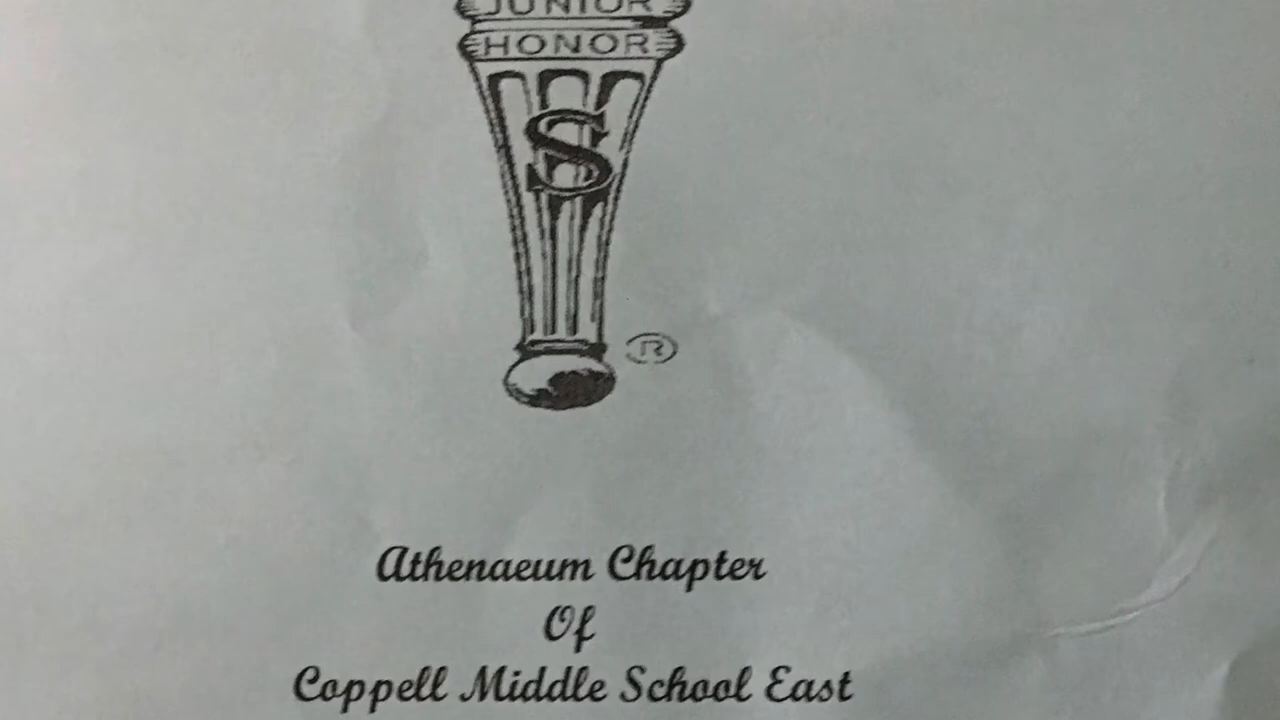 JUNIOR
HONOR
S
®
Athenaeum Chapter
Of
Coppell Middle School East